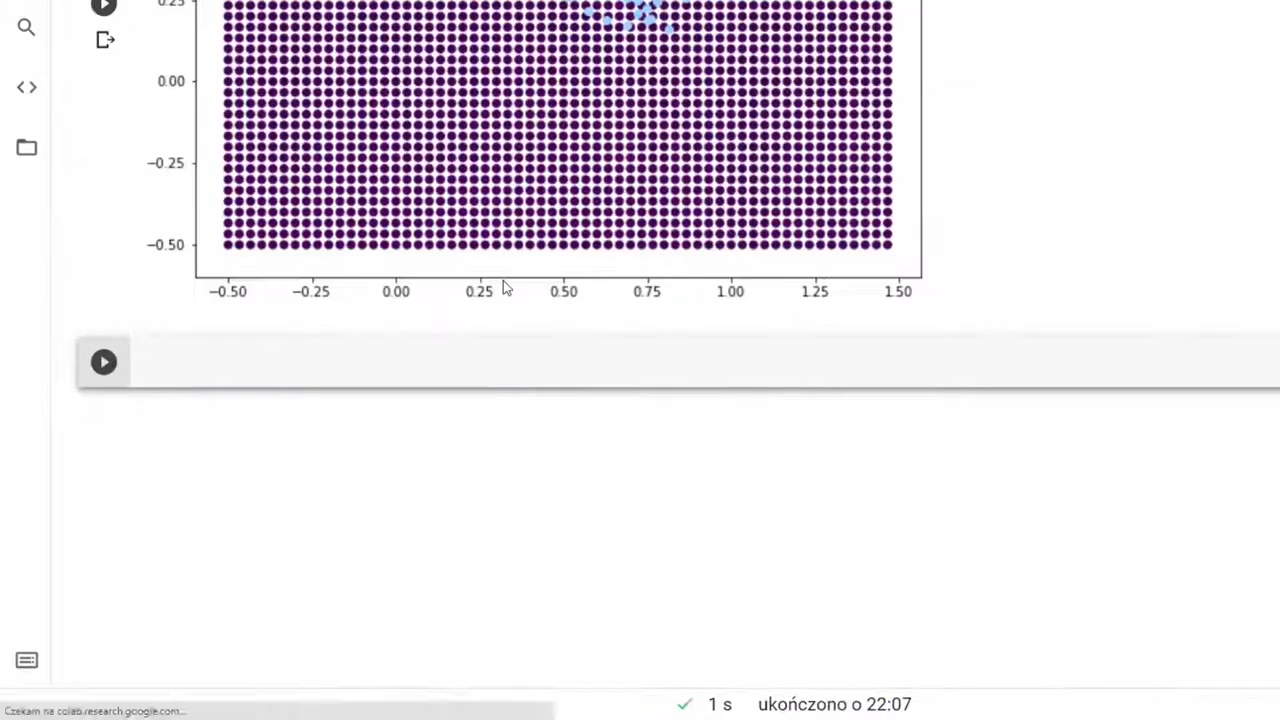 0.25
0.00
−0.25
−0.50
−0.50 −0.25 0.00 0.25 0.50 0.75 1.00 1.25 1.50
Czekam na colab.research.google.com...
1 s ukończono o 22:07